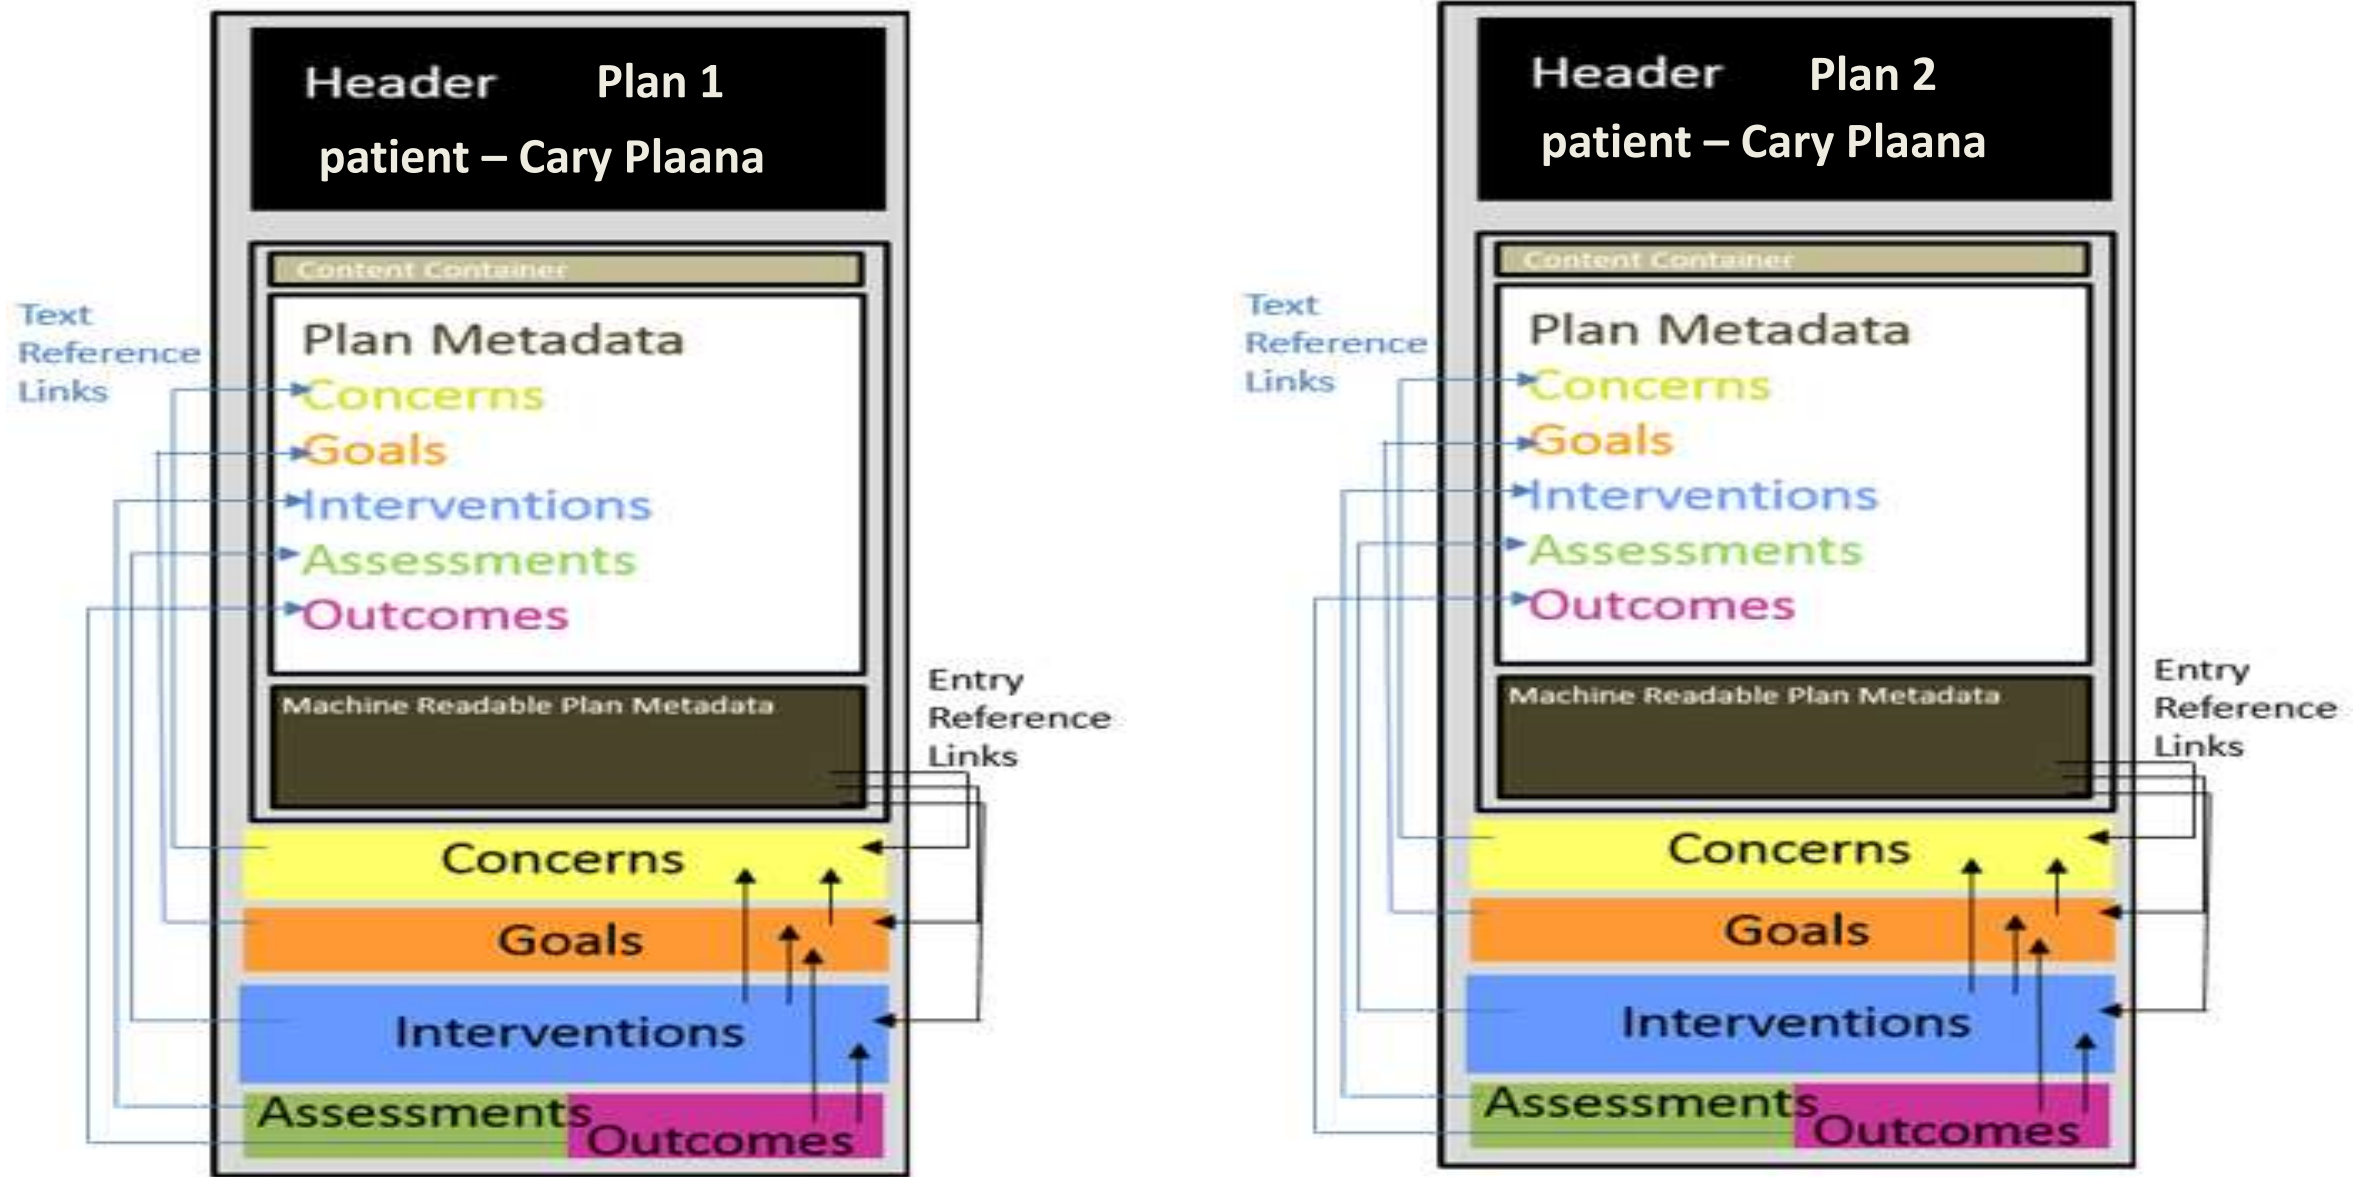 Header Plan 1
patient – Cary Plaana
Content Container
Text
Reference
Links
Plan Metadata
Concerns
Goals
Interventions
Assessments
Outcomes
Machine Readable Plan Metadata
Entry
Reference
Links
Concerns
Goals
Interventions
Assessments
Outcomes
Header Plan 2
patient – Cary Plaana
Content Container
Text
Reference
Links
Plan Metadata
Concerns
Goals
Interventions
Assessments
Outcomes
Machine Readable Plan Metadata
Entry
Reference
Links
Concerns
Goals
Interventions
Assessments
Outcomes